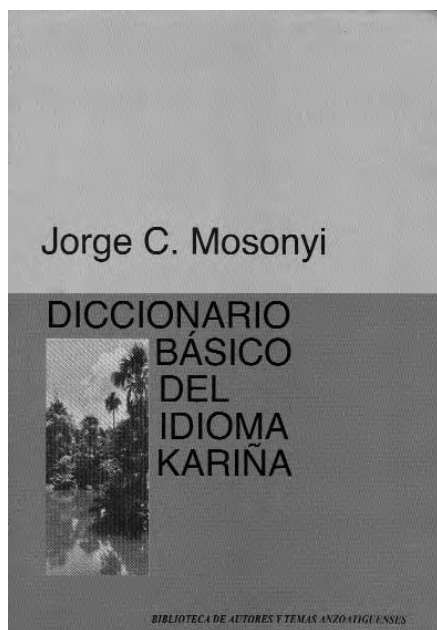 Jorge C. Mosonyi
DICCIONARIO
BÁSICO
DEL
IDIOMA
KARIÑA
BIBLIOTECA DE AUTORES Y TEMAS ANZOATIGUENSES